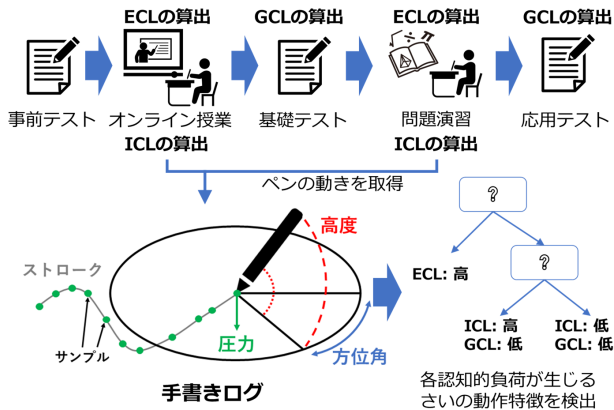 ECLの算出
GCLの算出
ECLの算出
GCLの算出
÷ π
√
事前テスト
オンライン授業
基礎テスト
問題演習
応用テスト
ICLの算出
ICLの算出
ペンの動きを取得
?
高度
ストローク
ECL: 高
?
サンプル
圧力
ICL: 高
GCL: 低
ICL: 低
GCL: 低
方位角
手書きログ
各認知的負荷が生じる
さいの動作特徴を検出